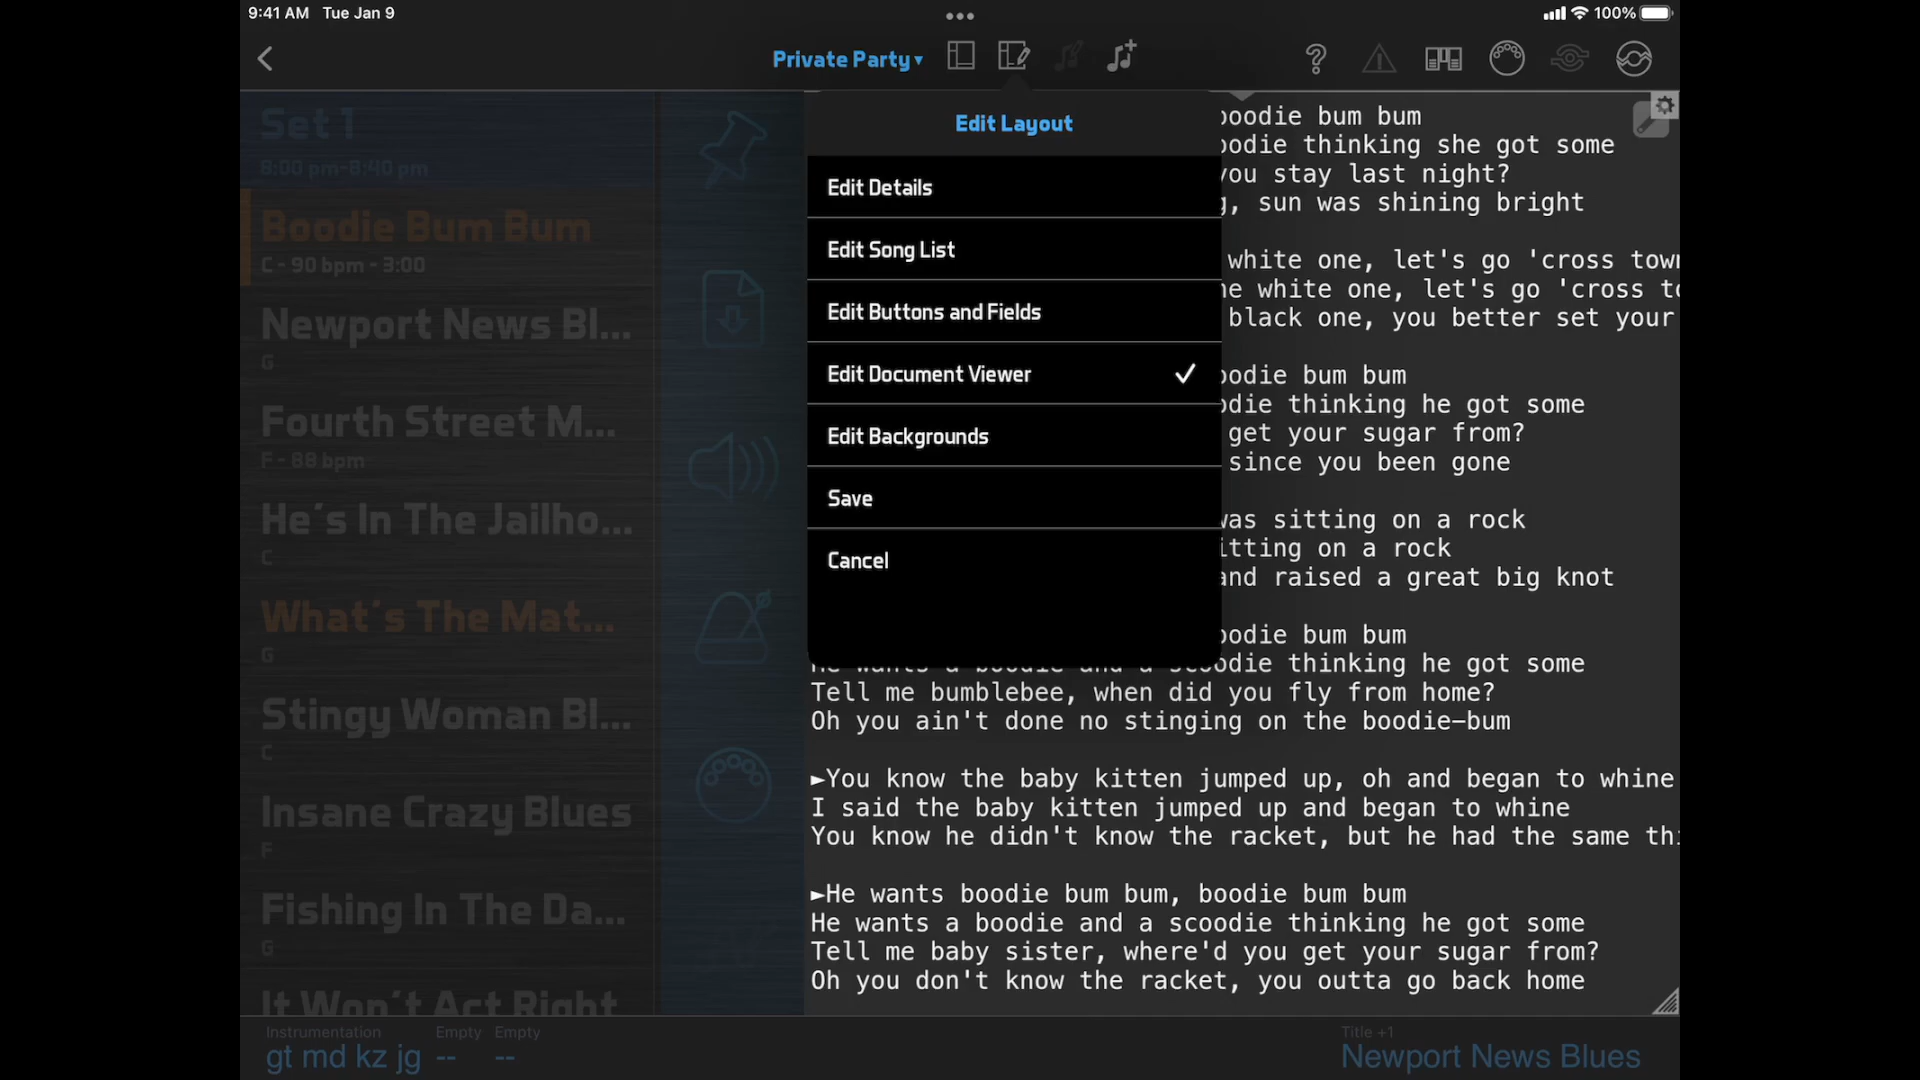 9:41 AM Tue Jan 9
100%
Private Party ▾
Set 1
8:00 pm-8:40 pm
Boodie Bum Bum
C - 90 bpm - 3:00
Newport News Bl...
G
Fourth Street M...
F - 88 bpm
He's In The Jailho...
C
What's The Mat...
G
Stingy Woman Bl...
C
Insane Crazy Blues
F
Fishing In The Da...
G
It Won't Act Right
Edit Layout
Edit Details
Edit Song List
Edit Buttons and Fields
Edit Document Viewer
Edit Backgrounds
Save
Cancel
boodie bum bum
thinking she got some
you stay last night?
sun was shining bright
white one, let's go 'cross town
white one, let's go 'cross
black one, you better set your
bum bum
thinking he got some
get your sugar from?
since you been gone
was sitting on a rock
sitting on a rock
and raised a great big knot
boodie bum bum
He wants a boodie and a scoodie thinking he got some
Tell me bumblebee, when did you fly from home?
Oh you ain't done no stinging on the boodie-bum
►You know the baby kitten jumped up, oh and began to whine
I said the baby kitten jumped up and began to whine
You know he didn't know the racket, but he had the same
►He wants boodie bum bum, boodie bum bum
He wants a boodie and a scoodie thinking he got some
Tell me baby sister, where'd you get your sugar from?
Oh you don't know the racket, you outta go back home
Instrumentation Empty Empty
gt md kz jg -- --
Title +1
Newport News Blues